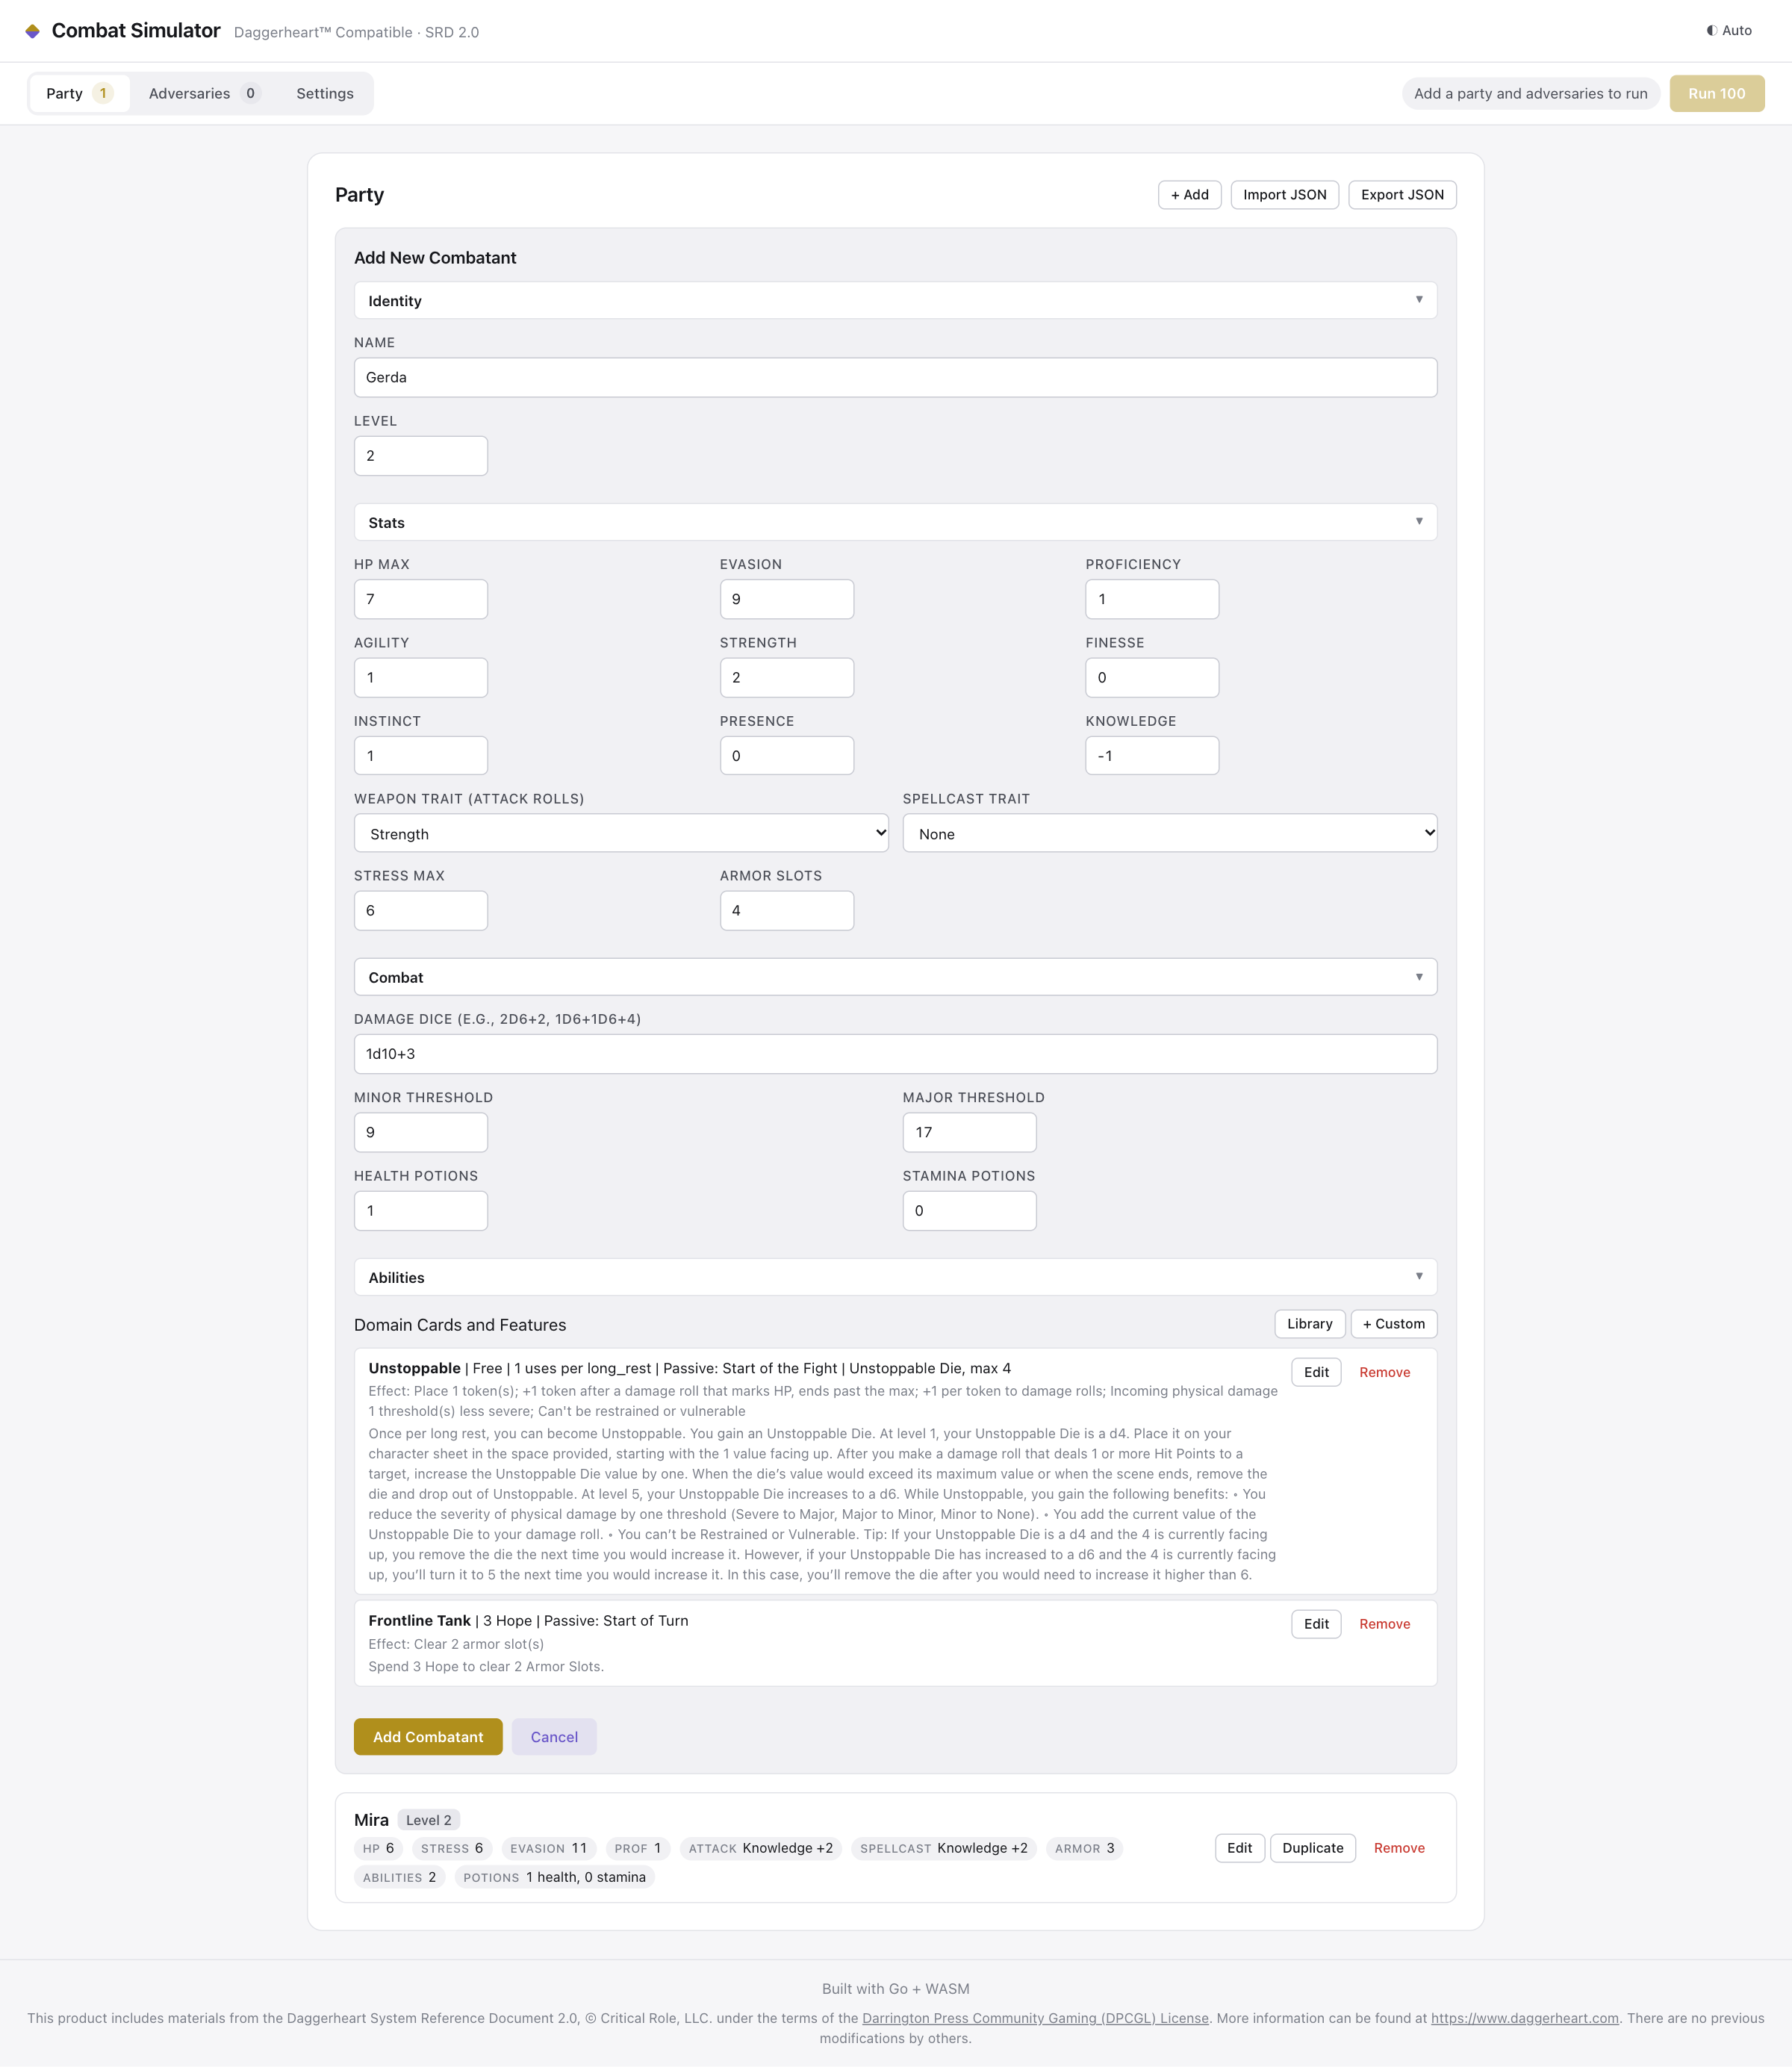 Combat Simulator Daggerheart™ Compatible · SRD 2.0
Auto
Party 1 Adversaries 0 Settings
Add a party and adversaries to run Run 100
Party
+ Add Import JSON Export JSON
Add New Combatant
Identity
NAME
Gerda
LEVEL
2
Stats
HP MAX EVASION PROFICIENCY
7 9 1
AGILITY STRENGTH FINESSE
1 2 0
INSTINCT PRESENCE KNOWLEDGE
1 0 -1
WEAPON TRAIT (ATTACK ROLLS) SPELLCAST TRAIT
Strength None
STRESS MAX ARMOR SLOTS
6 4
Combat
DAMAGE DICE (E.G., 2D6+2, 1D6+1D6+4)
1d10+3
MINOR THRESHOLD MAJOR THRESHOLD
9 17
HEALTH POTIONS STAMINA POTIONS
1 0
Abilities
Domain Cards and Features Library + Custom
Unstoppable | Free | 1 uses per long_rest | Passive: Start of the Fight | Unstoppable Die, max 4 Edit Remove
Effect: Place 1 token(s); +1 token after a damage roll that marks HP, ends past the max; +1 per token to damage rolls; Incoming physical damage
1 threshold(s) less severe; Can't be restrained or vulnerable
Once per long rest, you can become Unstoppable. You gain an Unstoppable Die. At level 1, your Unstoppable Die is a d4. Place it on your
character sheet in the space provided, starting with the 1 value facing up. After you make a damage roll that deals 1 or more Hit Points to a
target, increase the Unstoppable Die value by one. When the die’s value would exceed its maximum value or when the scene ends, remove the
die and drop out of Unstoppable. At level 5, your Unstoppable Die increases to a d6. While Unstoppable, you gain the following benefits: • You
reduce the severity of physical damage by one threshold (Severe to Major, Major to Minor, Minor to None). • You add the current value of the
Unstoppable Die to your damage roll. • You can’t be Restrained or Vulnerable. Tip: If your Unstoppable Die is a d4 and the 4 is currently facing
up, you remove the die the next time you would increase it. However, if your Unstoppable Die has increased to a d6 and the 4 is currently facing
up, you’ll turn it to 5 the next time you would increase it. In this case, you’ll remove the die after you would need to increase it higher than 6.
Frontline Tank | 3 Hope | Passive: Start of Turn Edit Remove
Effect: Clear 2 armor slot(s)
Spend 3 Hope to clear 2 Armor Slots.
Add Combatant Cancel
Mira Level 2
HP 6 STRESS 6 EVASION 11 PROF 1 ATTACK Knowledge +2 SPELLCAST Knowledge +2 ARMOR 3 Edit Duplicate Remove
ABILITIES 2 POTIONS 1 health, 0 stamina
Built with Go + WASM
This product includes materials from the Daggerheart System Reference Document 2.0, © Critical Role, LLC. under the terms of the Darrington Press Community Gaming (DPCGL) License. More information can be found at https://www.daggerheart.com. There are no previous
modifications by others.